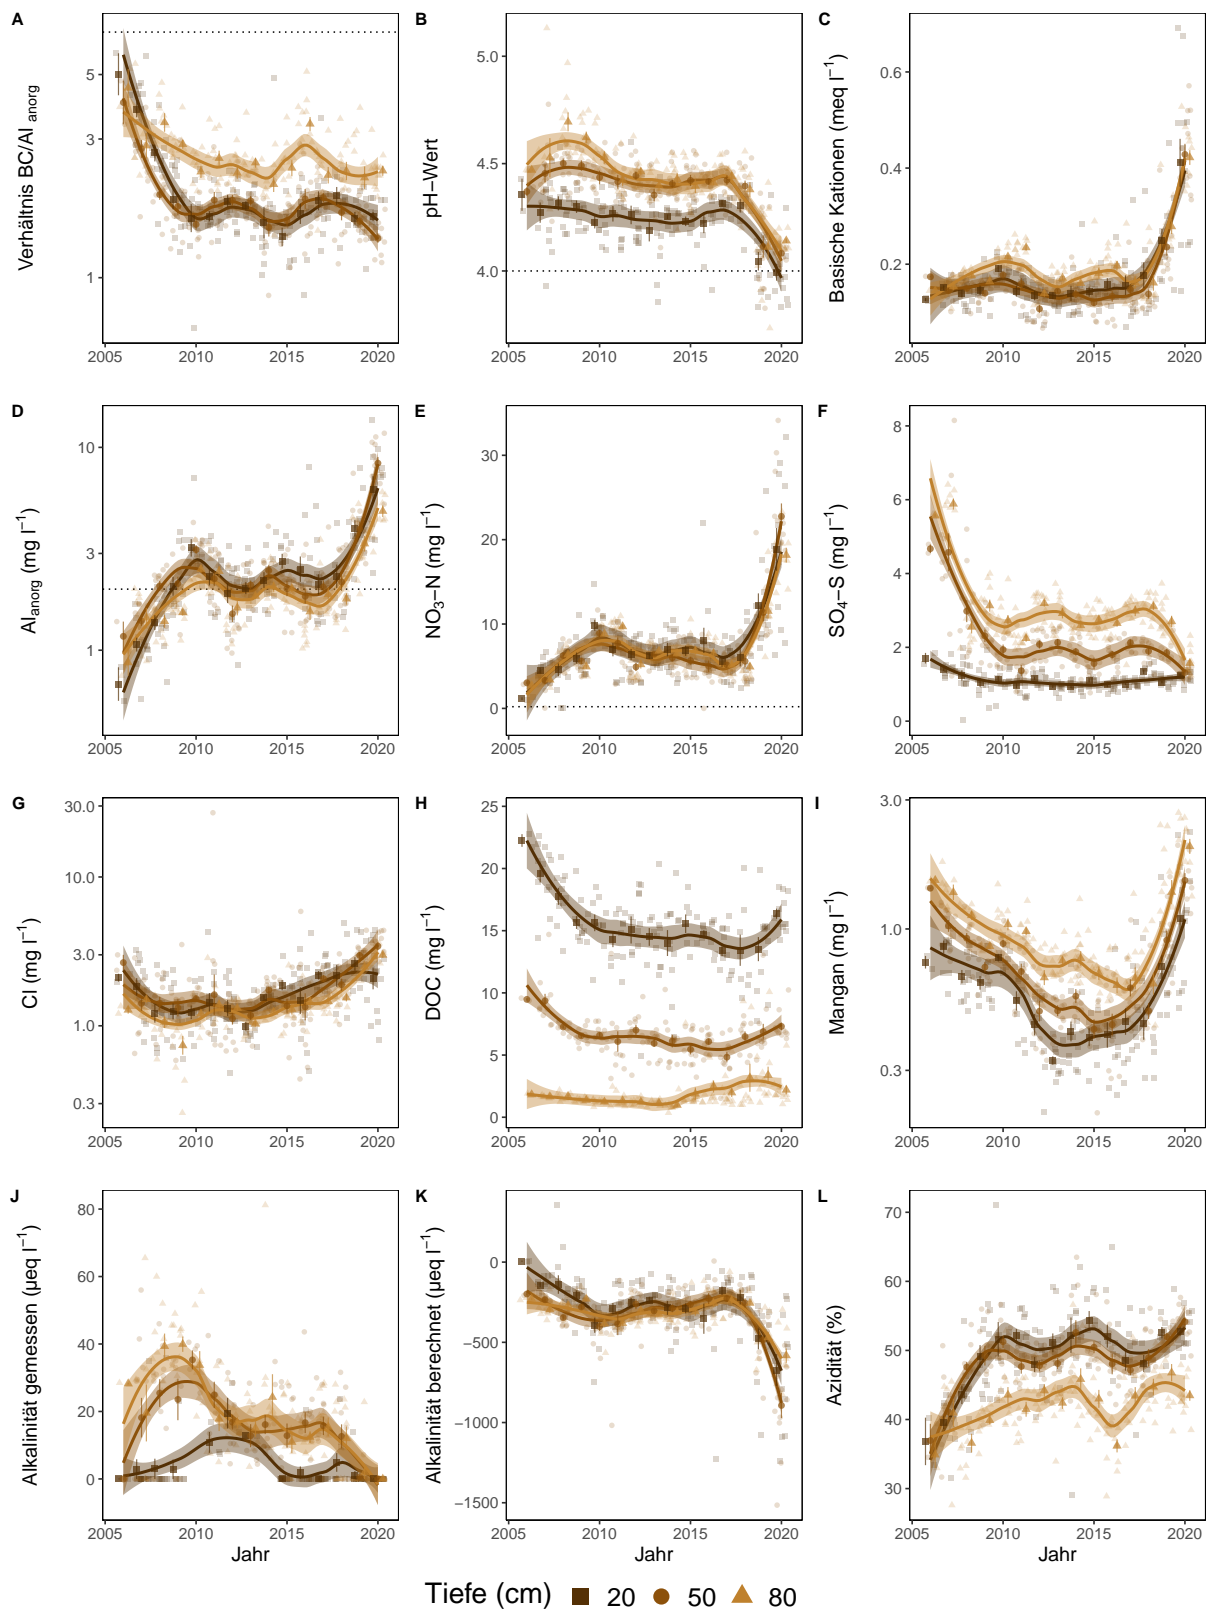 A
B
C
Verhältnis BC/Al anorg
5
3
1
2005 2010 2015 2020
pH−Wert
5.0
4.5
4.0
2005 2010 2015 2020
Basische Kationen (meq l−1)
0.6
0.4
0.2
2005 2010 2015 2020
D
E
F
Alanorg (mg l−1)
10
3
1
2005 2010 2015 2020
NO3−N (mg l−1)
30
20
10
0
2005 2010 2015 2020
SO4−S (mg l−1)
8
6
4
2
0
2005 2010 2015 2020
G
H
I
Cl (mg l−1)
30.0
10.0
3.0
1.0
0.3
2005 2010 2015 2020
DOC (mg l−1)
25
20
15
10
5
0
2005 2010 2015 2020
Mangan (mg l−1)
3.0
1.0
0.3
2005 2010 2015 2020
J
K
L
Alkalinität gemessen (µeq l−1)
80
60
40
20
0
2005 2010 2015 2020
Jahr
Alkalinität berechnet (µeq l−1)
0
−500
−1000
−1500
2005 2010 2015 2020
Azidität (%)
70
60
50
40
30
2005 2010 2015 2020
Jahr
Tiefe (cm) 20 50 80